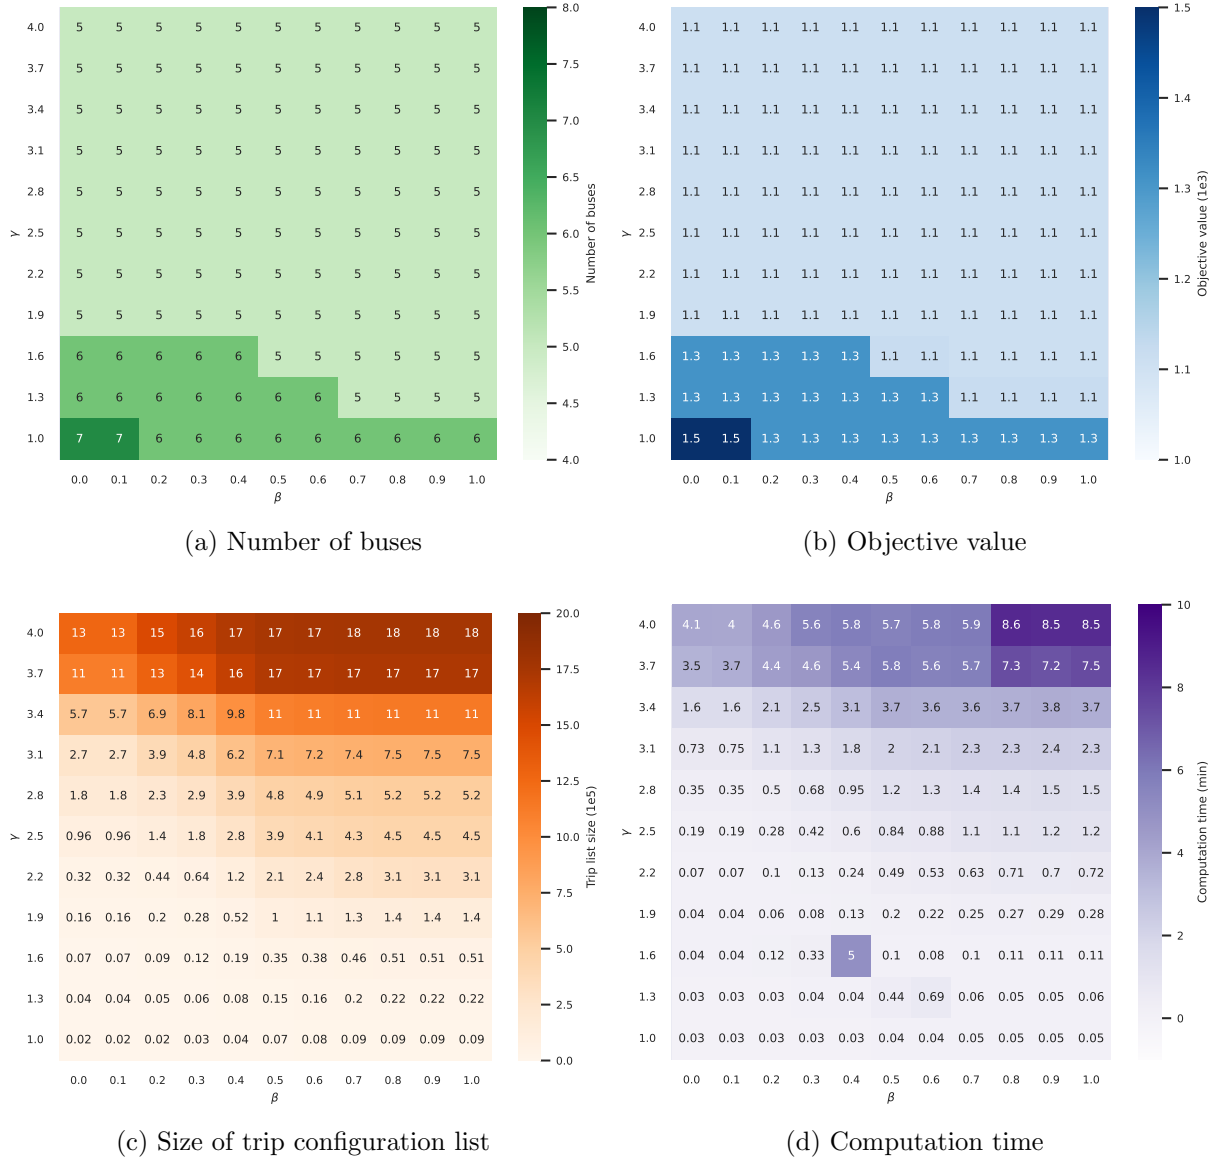 4.0 5 5 5 5 5 5 5 5 5 5 5
3.7 5 5 5 5 5 5 5 5 5 5 5
3.4 5 5 5 5 5 5 5 5 5 5 5
3.1 5 5 5 5 5 5 5 5 5 5 5
2.8 5 5 5 5 5 5 5 5 5 5 5
2.5 5 5 5 5 5 5 5 5 5 5 5
2.2 5 5 5 5 5 5 5 5 5 5 5
1.9 5 5 5 5 5 5 5 5 5 5 5
1.6 6 6 6 6 6 5 5 5 5 5 5
1.3 6 6 6 6 6 6 6 5 5 5 5
1.0 7 7 6 6 6 6 6 6 6 6 6
0.0 0.1 0.2 0.3 0.4 0.5 0.6 0.7 0.8 0.9 1.0
β
γ
8.0
7.5
7.0
6.5
6.0
5.5
5.0
4.5
4.0
Number of buses
(a) Number of buses
4.0 1.1 1.1 1.1 1.1 1.1 1.1 1.1 1.1 1.1 1.1 1.1
3.7 1.1 1.1 1.1 1.1 1.1 1.1 1.1 1.1 1.1 1.1 1.1
3.4 1.1 1.1 1.1 1.1 1.1 1.1 1.1 1.1 1.1 1.1 1.1
3.1 1.1 1.1 1.1 1.1 1.1 1.1 1.1 1.1 1.1 1.1 1.1
2.8 1.1 1.1 1.1 1.1 1.1 1.1 1.1 1.1 1.1 1.1 1.1
2.5 1.1 1.1 1.1 1.1 1.1 1.1 1.1 1.1 1.1 1.1 1.1
2.2 1.1 1.1 1.1 1.1 1.1 1.1 1.1 1.1 1.1 1.1 1.1
1.9 1.1 1.1 1.1 1.1 1.1 1.1 1.1 1.1 1.1 1.1 1.1
1.6 1.3 1.3 1.3 1.3 1.3 1.1 1.1 1.1 1.1 1.1 1.1
1.3 1.3 1.3 1.3 1.3 1.3 1.3 1.3 1.1 1.1 1.1 1.1
1.0 1.5 1.5 1.3 1.3 1.3 1.3 1.3 1.3 1.3 1.3 1.3
0.0 0.1 0.2 0.3 0.4 0.5 0.6 0.7 0.8 0.9 1.0
β
γ
1.5
1.4
1.3
1.2
1.1
1.0
Objective value (1e3)
(b) Objective value
4.0 13 13 15 16 17 17 17 18 18 18 18
3.7 11 11 13 14 16 17 17 17 17 17 17
3.4 5.7 5.7 6.9 8.1 9.8 11 11 11 11 11 11
3.1 2.7 2.7 3.9 4.8 6.2 7.1 7.2 7.4 7.5 7.5 7.5
2.8 1.8 1.8 2.3 2.9 3.9 4.8 4.9 5.1 5.2 5.2 5.2
2.5 0.96 0.96 1.4 1.8 2.8 3.9 4.1 4.3 4.5 4.5 4.5
2.2 0.32 0.32 0.44 0.64 1.2 2.1 2.4 2.8 3.1 3.1 3.1
1.9 0.16 0.16 0.2 0.28 0.52 1 1.1 1.3 1.4 1.4 1.4
1.6 0.07 0.07 0.09 0.12 0.19 0.35 0.38 0.46 0.51 0.51 0.51
1.3 0.04 0.04 0.05 0.06 0.08 0.15 0.16 0.2 0.22 0.22 0.22
1.0 0.02 0.02 0.02 0.03 0.04 0.07 0.08 0.09 0.09 0.09 0.09
0.0 0.1 0.2 0.3 0.4 0.5 0.6 0.7 0.8 0.9 1.0
β
γ
20.0
17.5
15.0
12.5
10.0
7.5
5.0
2.5
0.0
Trip list size (1e5)
(c) Size of trip configuration list
4.0 4.1 4 4.6 5.6 5.8 5.7 5.8 5.9 8.6 8.5 8.5
3.7 3.5 3.7 4.4 4.6 5.4 5.8 5.6 5.7 7.3 7.2 7.5
3.4 1.6 1.6 2.1 2.5 3.1 3.7 3.6 3.6 3.7 3.8 3.7
3.1 0.73 0.75 1.1 1.3 1.8 2 2.1 2.3 2.3 2.4 2.3
2.8 0.35 0.35 0.5 0.68 0.95 1.2 1.3 1.4 1.4 1.5 1.5
2.5 0.19 0.19 0.28 0.42 0.6 0.84 0.88 1.1 1.1 1.2 1.2
2.2 0.07 0.07 0.1 0.13 0.24 0.49 0.53 0.63 0.71 0.7 0.72
1.9 0.04 0.04 0.06 0.08 0.13 0.2 0.22 0.25 0.27 0.29 0.28
1.6 0.04 0.04 0.12 0.33 5 0.1 0.08 0.1 0.11 0.11 0.11
1.3 0.03 0.03 0.03 0.04 0.04 0.44 0.69 0.06 0.05 0.05 0.06
1.0 0.03 0.03 0.03 0.03 0.03 0.04 0.04 0.05 0.05 0.05 0.05
0.0 0.1 0.2 0.3 0.4 0.5 0.6 0.7 0.8 0.9 1.0
β
γ
10
8
6
4
2
0
Computation time (min)
(d) Computation time